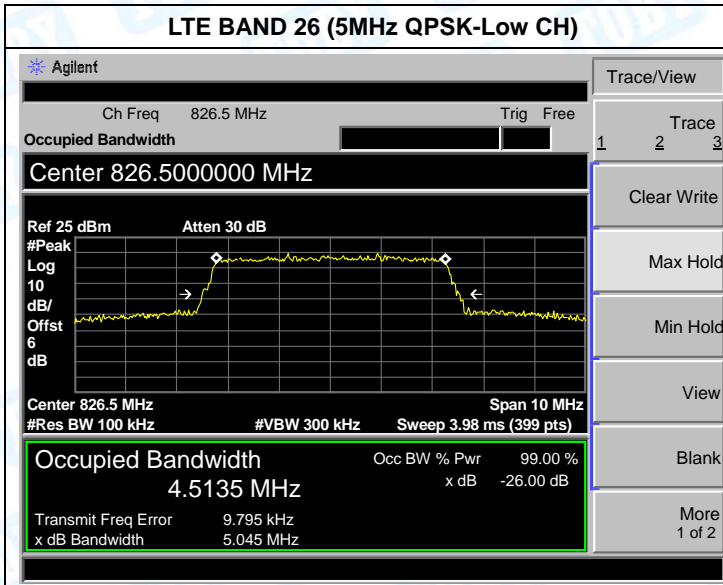 LTE BAND 26 (5MHz QPSK-Low CH)
Agilent
Trace/View
Ch Freq 826.5 MHz Trig Free
Occupied Bandwidth
Trace
1 2 3
Center 826.5000000 MHz
Clear Write
Ref 25 dBm Atten 30 dB
#Peak
Log
10
dB/
Offst
6
dB
Max Hold
Min Hold
View
Center 826.5 MHz Span 10 MHz
#Res BW 100 kHz #VBW 300 kHz Sweep 3.98 ms (399 pts)
Occupied Bandwidth
4.5135 MHz
Occ BW % Pwr 99.00 %
x dB -26.00 dB
Blank
Transmit Freq Error 9.795 kHz
x dB Bandwidth 5.045 MHz
More
1 of 2